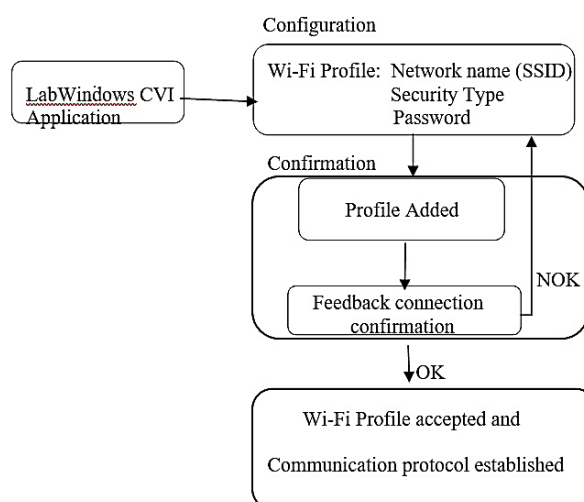 Configuration
Wi-Fi Profile: Network name (SSID)
Security Type
Password
LabWindows CVI
Application
Confirmation
Profile Added
NOK
Feedback connection
confirmation
OK
Wi-Fi Profile accepted and
Communication protocol established